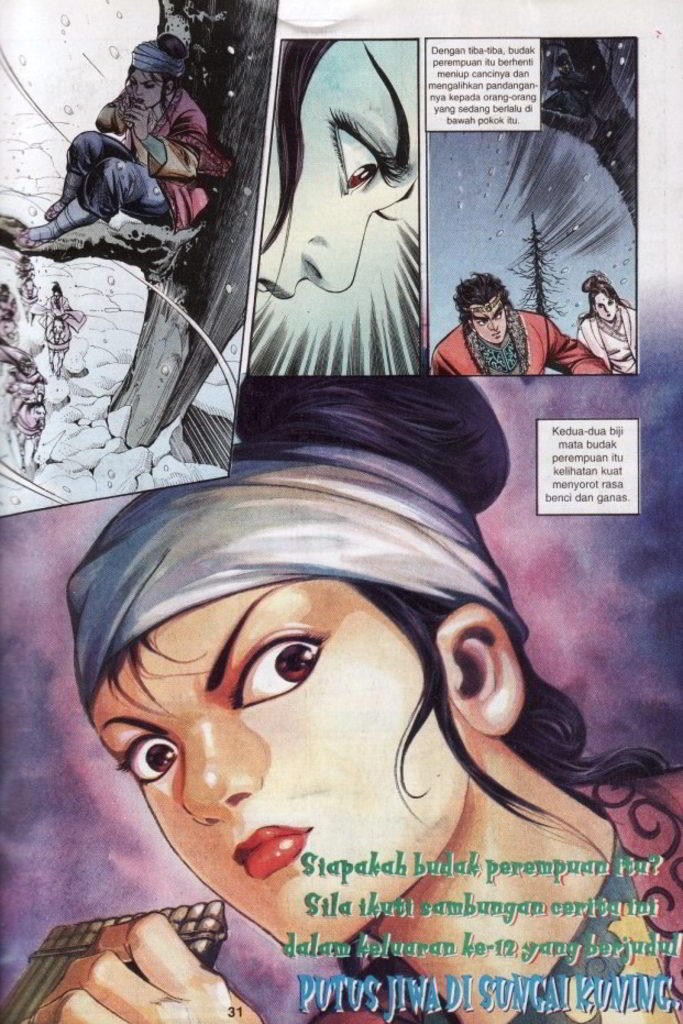 Dengan tiba-tiba, budak
perempuan itu berhenti
meniup cancinya dan
mengalihkan pandangan-
nya kepada orang-orang
yang sedang berlalu di
bawah pokok itu.
Kedua-dua biji
mata budak
perempuan itu
kelihatan kuat
menyorot rasa
benci dan ganas.
Siapakah budak perempuan itu?
Sila ikuti sambungan cerita ini
dalam keluaran ke-12 yang berjudul
PUTUS JIWA DI SUNGAI KUNING.
31